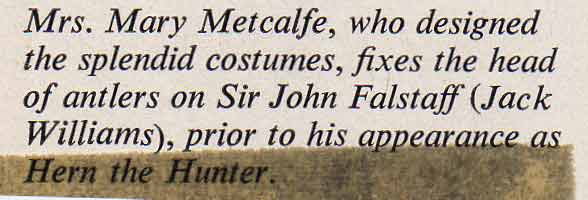 Mrs. Mary Metcalfe, who designed
the splendid costumes, fixes the head
of antlers on Sir John Falstaff (Jack
Williams), prior to his appearance as
Hern the Hunter.